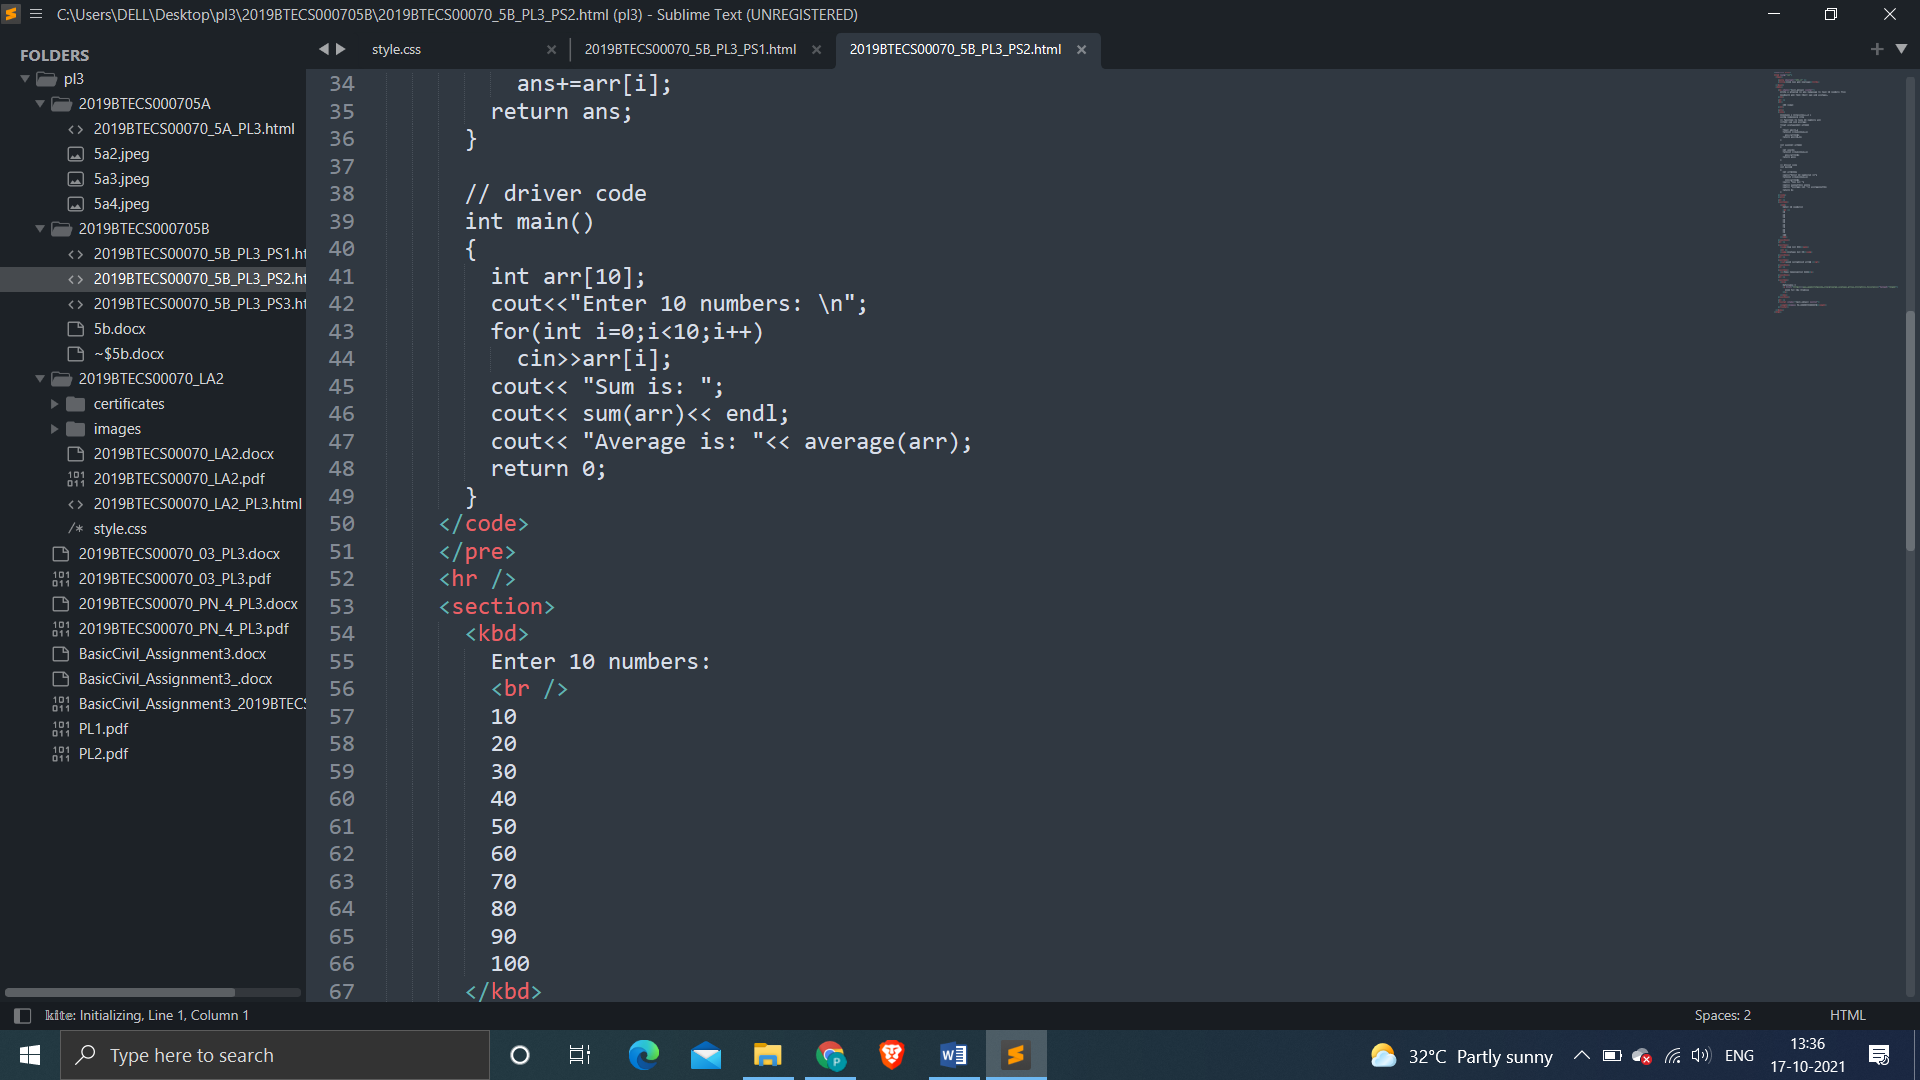 C:\Users\DELL\Desktop\pl3\2019BTECS000705B\2019BTECS00070_5B_PL3_PS2.html (pl3) - Sublime Text (UNREGISTERED)
FOLDERS
pl3
2019BTECS000705A
2019BTECS00070_5A_PL3.html
5a2.jpeg
5a3.jpeg
5a4.jpeg
2019BTECS000705B
2019BTECS00070_5B_PL3_PS1.ht
2019BTECS00070_5B_PL3_PS2.ht
2019BTECS00070_5B_PL3_PS3.ht
5b.docx
~$5b.docx
2019BTECS00070_LA2
certificates
images
2019BTECS00070_LA2.docx
2019BTECS00070_LA2.pdf
2019BTECS00070_LA2_PL3.html
style.css
2019BTECS00070_03_PL3.docx
2019BTECS00070_03_PL3.pdf
2019BTECS00070_PN_4_PL3.docx
2019BTECS00070_PN_4_PL3.pdf
BasicCivil_Assignment3.docx
BasicCivil_Assignment3_.docx
BasicCivil_Assignment3_2019BTECS
PL1.pdf
PL2.pdf
style.css 2019BTECS00070_5B_PL3_PS1.html 2019BTECS00070_5B_PL3_PS2.html
34 ans+=arr[i];
35 return ans;
36 }
37
38 // driver code
39 int main()
40 {
41 int arr[10];
42 cout<<"Enter 10 numbers: \n";
43 for(int i=0;i<10;i++)
44 cin>>arr[i];
45 cout<< "Sum is: ";
46 cout<< sum(arr)<< endl;
47 cout<< "Average is: "<< average(arr);
48 return 0;
49 }
50 </code>
51 </pre>
52 <hr />
53 <section>
54 <kbd>
55 Enter 10 numbers:
56 <br />
57 10
58 20
59 30
60 40
61 50
62 60
63 70
64 80
65 90
66 100
67 </kbd>
kite: Initializing, Line 1, Column 1 Spaces: 2 HTML
Type here to search
32°C Partly sunny ENG
13:36
17-10-2021